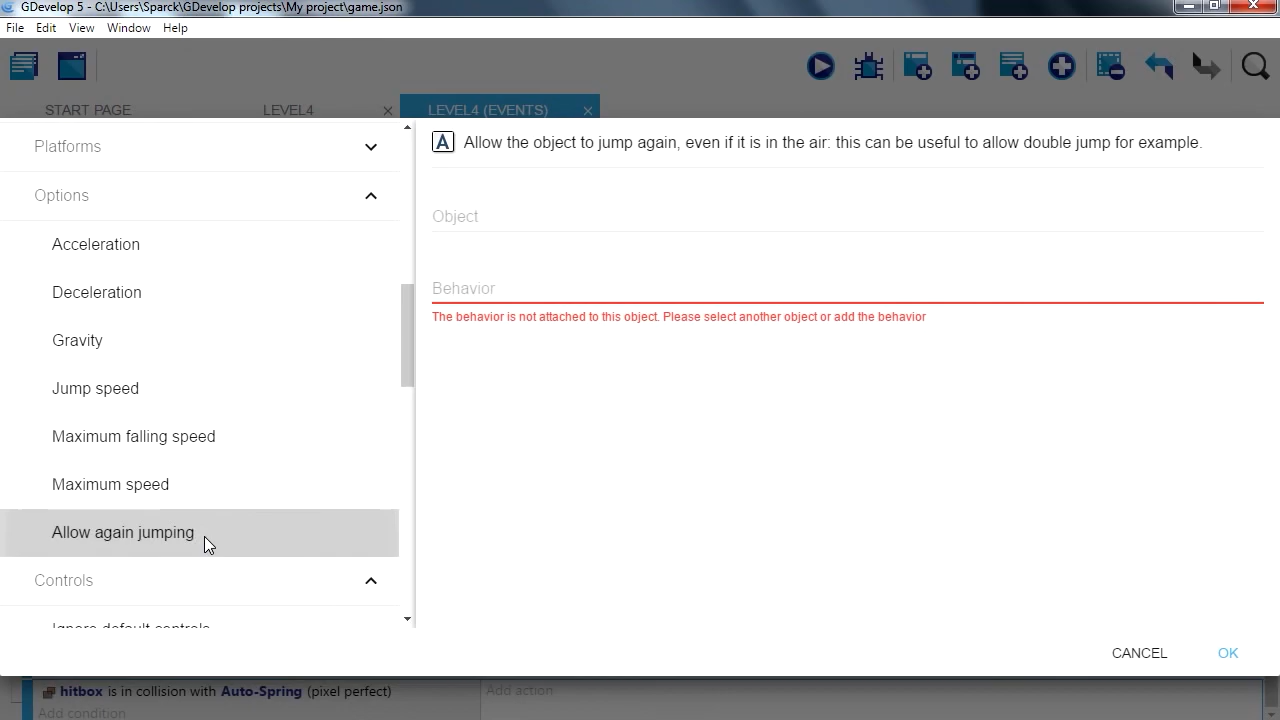 GDevelop 5 - C:\Users\Sparck\GDevelop projects\My project\game.json
File Edit View Window Help
START PAGE LEVEL4 LEVEL4 (EVENTS)
Platforms
Options
Acceleration
Deceleration
Gravity
Jump speed
Maximum falling speed
Maximum speed
Allow again jumping
Controls
Ignore default controls
A Allow the object to jump again, even if it is in the air: this can be useful to allow double jump for example.
Object
Behavior
The behavior is not attached to this object. Please select another object or add the behavior
CANCEL OK
hitbox is in collision with Auto-Spring (pixel perfect) Add action
Add condition